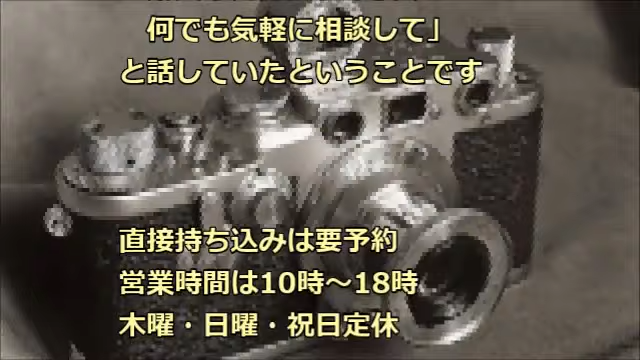 何でも気軽に相談して」
と話していたということです
直接持ち込みは要予約
営業時間は10時～18時
木曜・日曜・祝日定休